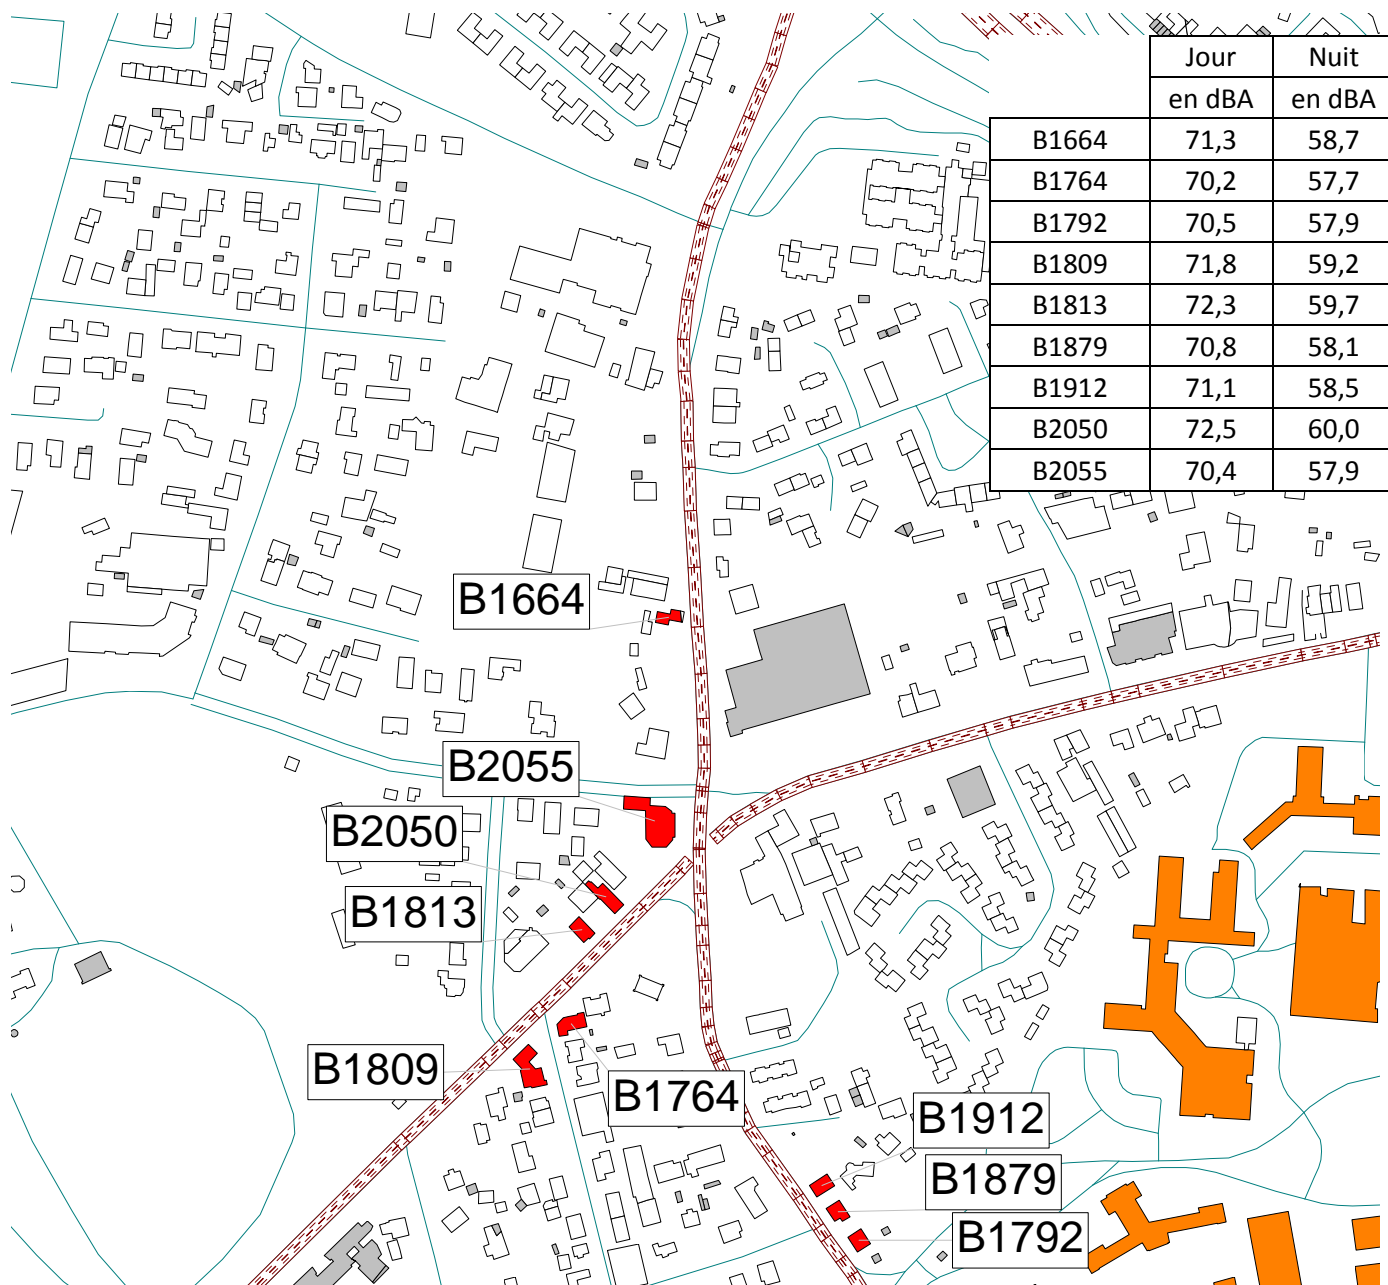 Jour Nuit
en dBA en dBA
B1664 71,3 58,7
B1764 70,2 57,7
B1792 70,5 57,9
B1809 71,8 59,2
B1813 72,3 59,7
B1879 70,8 58,1
B1912 71,1 58,5
B2050 72,5 60,0
B2055 70,4 57,9
B1664
B2055
B2050
B1813
B1809
B1764
B1912
B1879
B1792